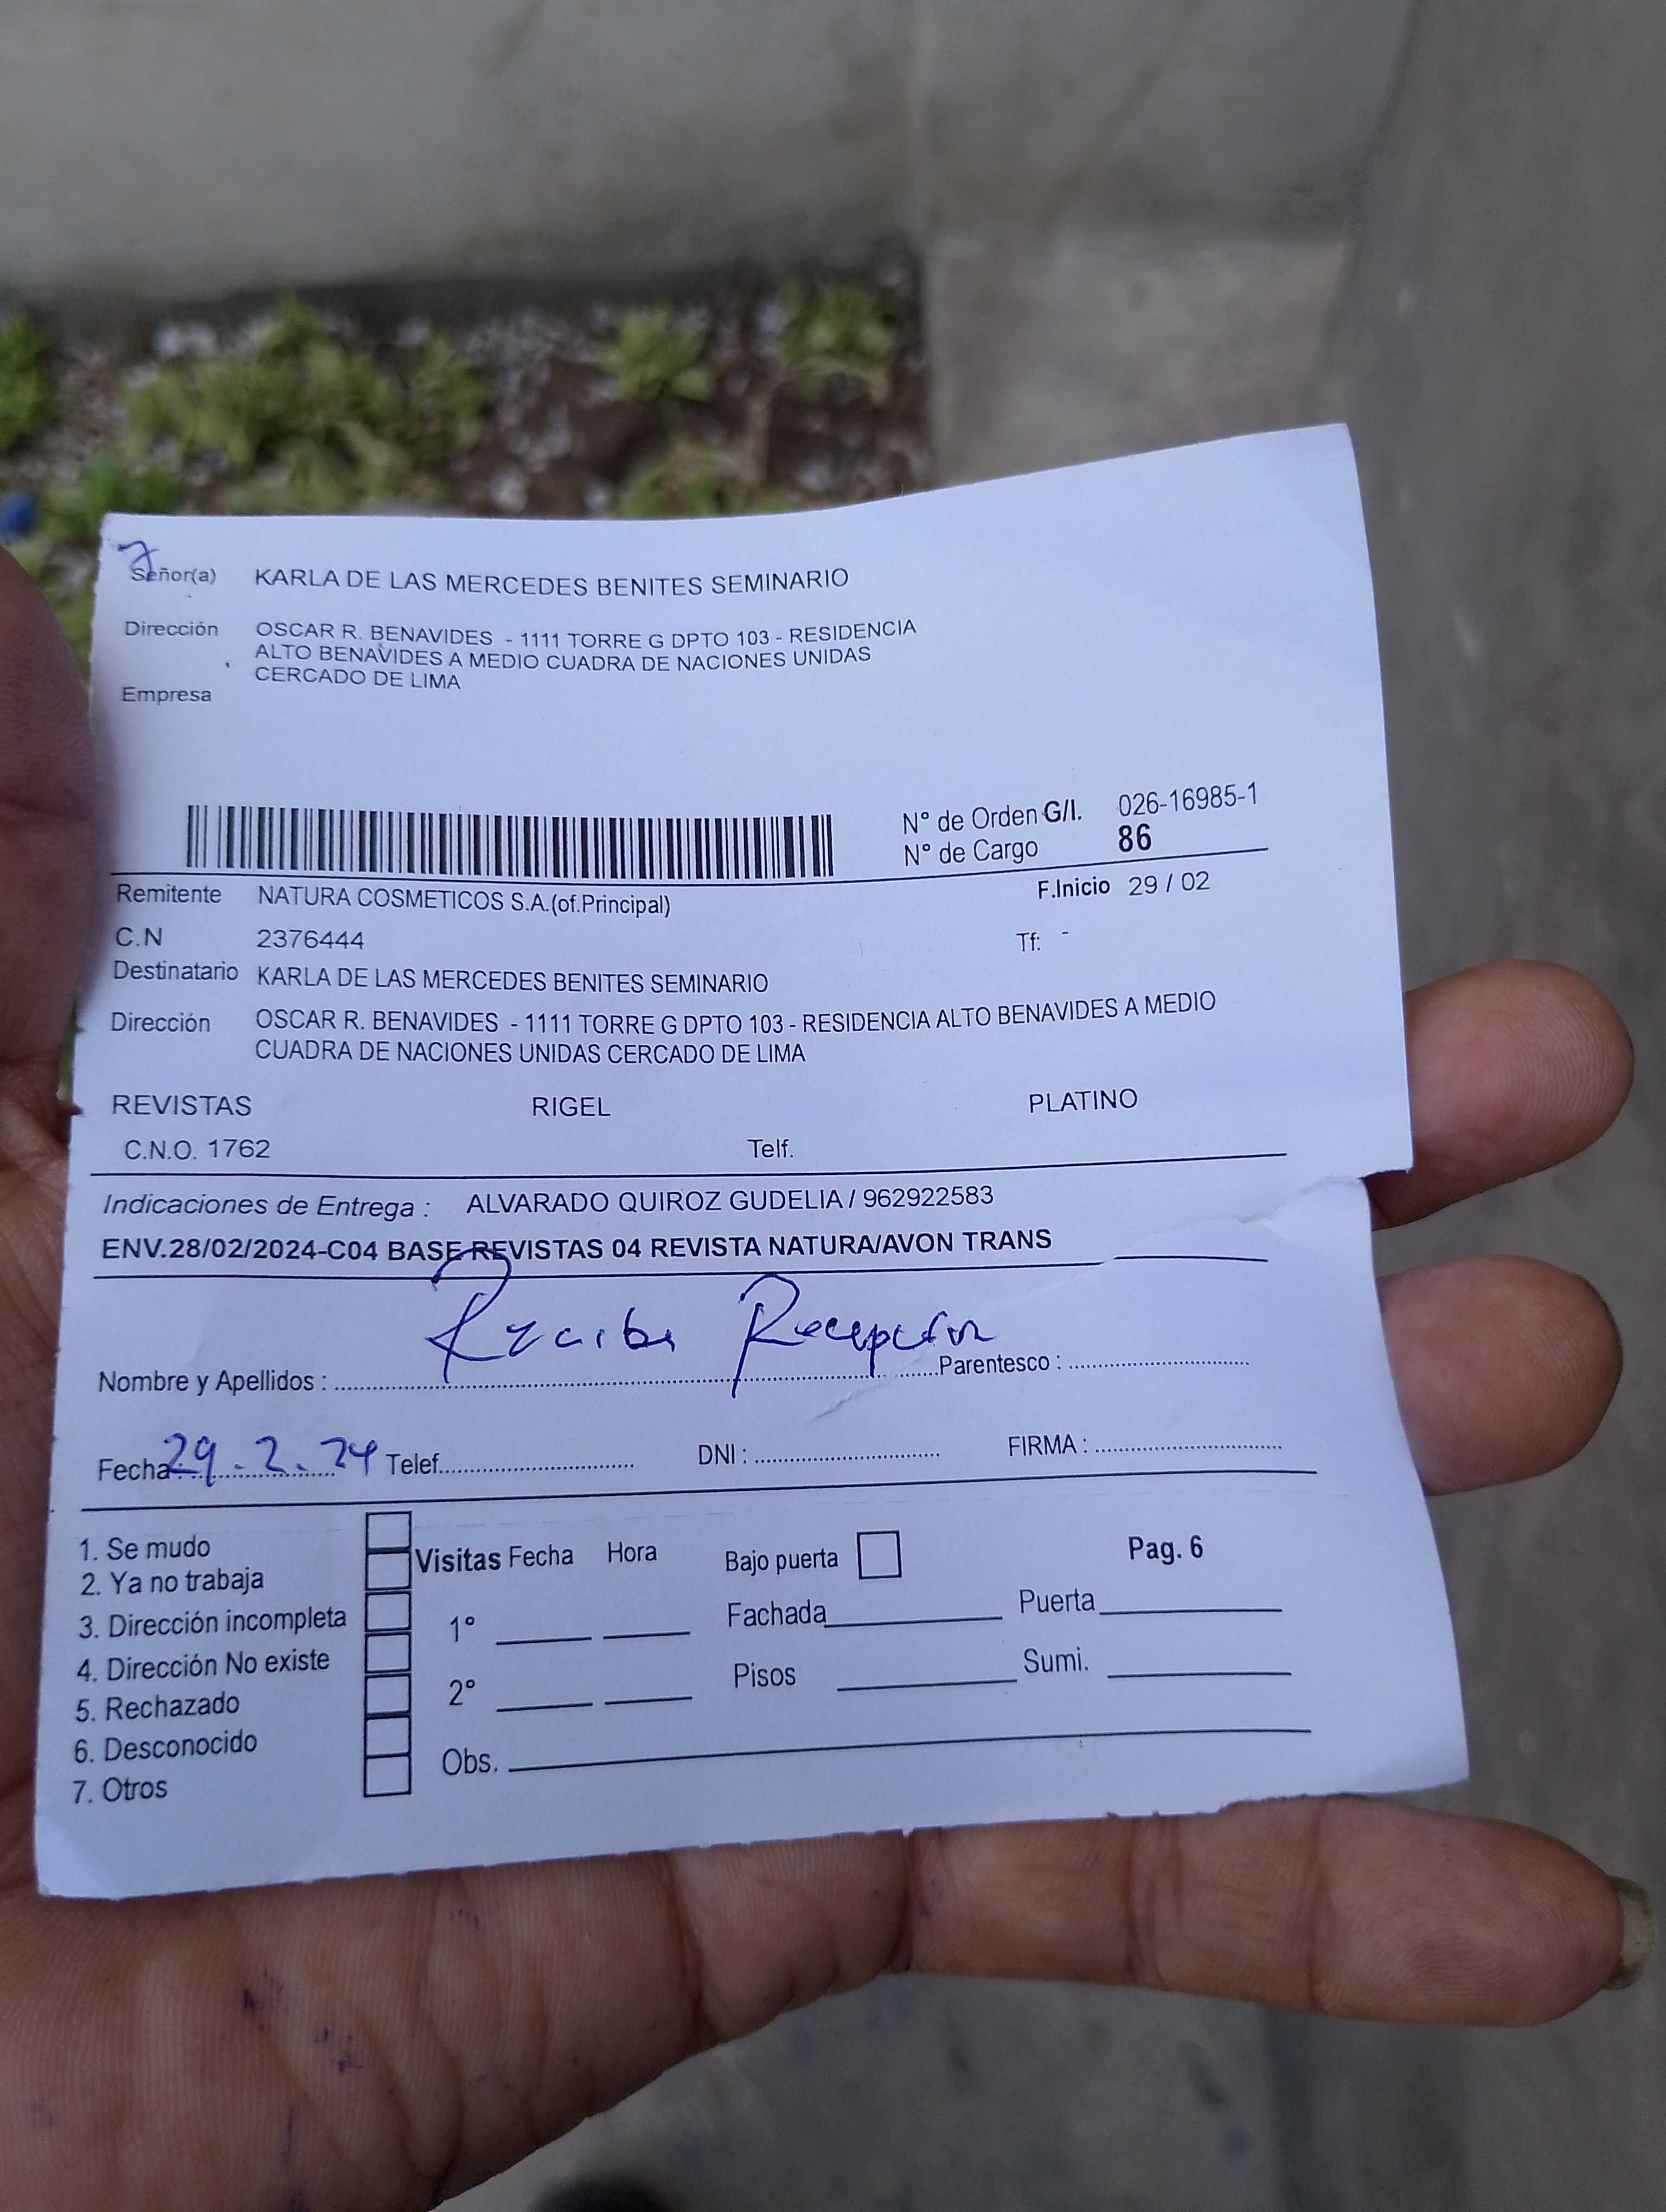 7
Señor(a) KARLA DE LAS MERCEDES BENITES SEMINARIO
Dirección OSCAR R. BENAVIDES - 1111 TORRE G DPTO 103 - RESIDENCIA
ALTO BENAVIDES A MEDIO CUADRA DE NACIONES UNIDAS
CERCADO DE LIMA
Empresa
N° de Orden G/I. 026-16985-1
N° de Cargo 86
Remitente NATURA COSMETICOS S.A.(of.Principal) F.Inicio 29 / 02
C.N 2376444 Tf: -
Destinatario KARLA DE LAS MERCEDES BENITES SEMINARIO
Dirección OSCAR R. BENAVIDES - 1111 TORRE G DPTO 103 - RESIDENCIA ALTO BENAVIDES A MEDIO
CUADRA DE NACIONES UNIDAS CERCADO DE LIMA
REVISTAS RIGEL PLATINO
C.N.O. 1762 Telf.
Indicaciones de Entrega : ALVARADO QUIROZ GUDELIA / 962922583
ENV.28/02/2024-C04 BASE REVISTAS 04 REVISTA NATURA/AVON TRANS
Recibe Recepción
Nombre y Apellidos : Parentesco :
Fecha 29.2.24 Telef. DNI : FIRMA :
1. Se mudo
2. Ya no trabaja
3. Dirección incompleta
4. Dirección No existe
5. Rechazado
6. Desconocido
7. Otros
Visitas Fecha Hora
1°
2°
Obs.
Bajo puerta Pag. 6
Fachada Puerta
Pisos Sumi.